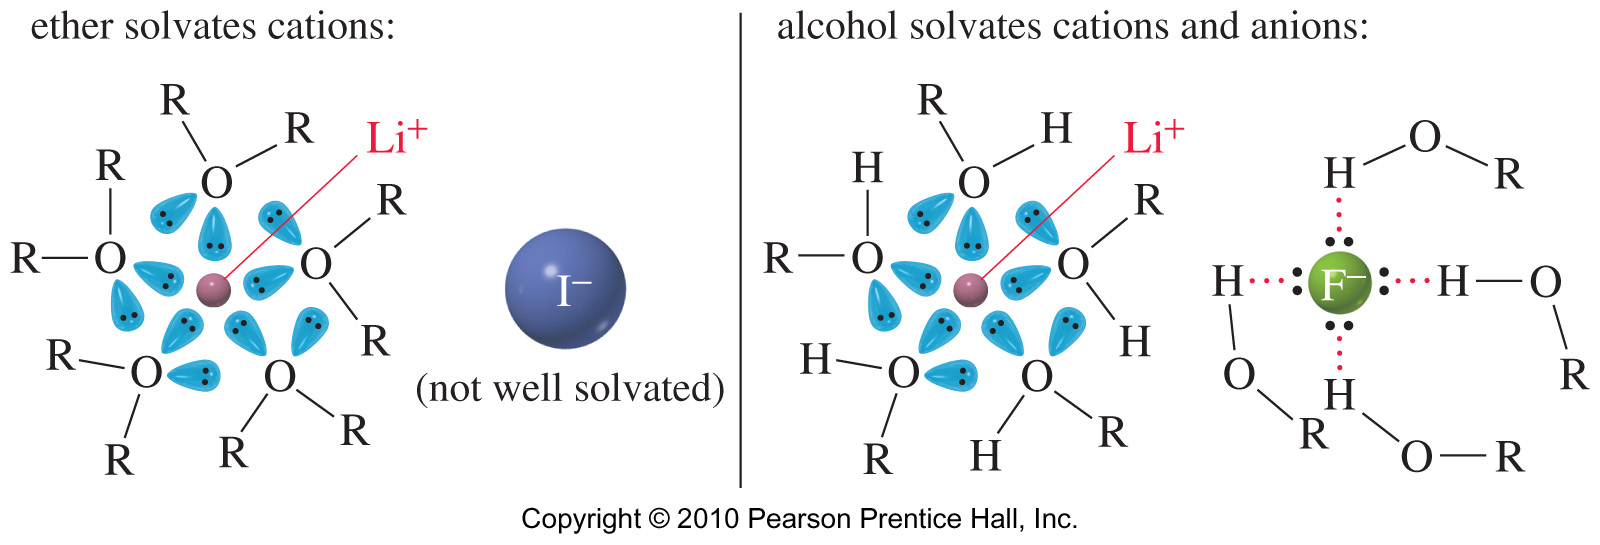 ether solvates cations:
R
R
Li⁺
R
O
R
R
O
O
R
I⁻
R
R
O
O
(not well solvated)
R
R
R
alcohol solvates cations and anions:
R
H
Li⁺
H
O
R
R
O
O
H
H
O
O
R
R
H
O
H
R
H
F⁻
H
O
O
H
R
R
O
R
Copyright © 2010 Pearson Prentice Hall, Inc.